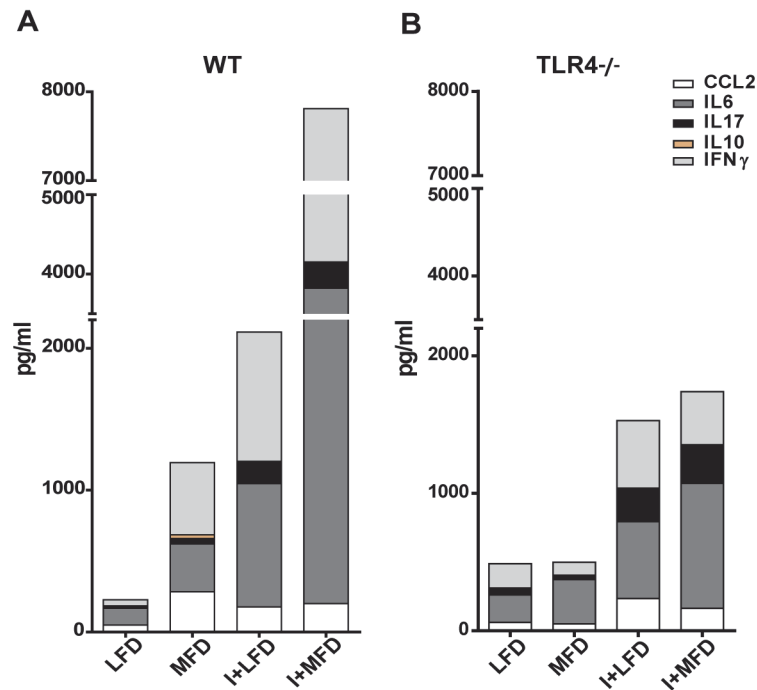 A
WT
8000
7000
5000
4000
2000
1000
0
pg/ml
LFD
MFD
I+LFD
I+MFD
B
TLR4-/-
8000
7000
5000
4000
2000
1000
0
pg/ml
LFD
MFD
I+LFD
I+MFD
CCL2
IL6
IL17
IL10
IFNγ